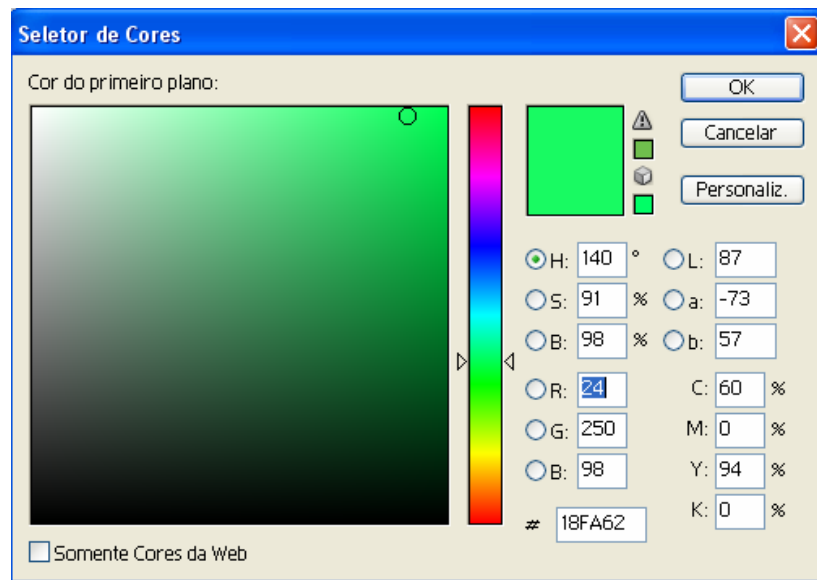 Seletor de Cores
Cor do primeiro plano:
OK
Cancelar
Personaliz.
H: 140 ° L: 87
S: 91 % a: -73
B: 98 % b: 57
R: 24 C: 60 %
G: 250 M: 0 %
B: 98 Y: 94 %
# 18FA62 K: 0 %
Somente Cores da Web